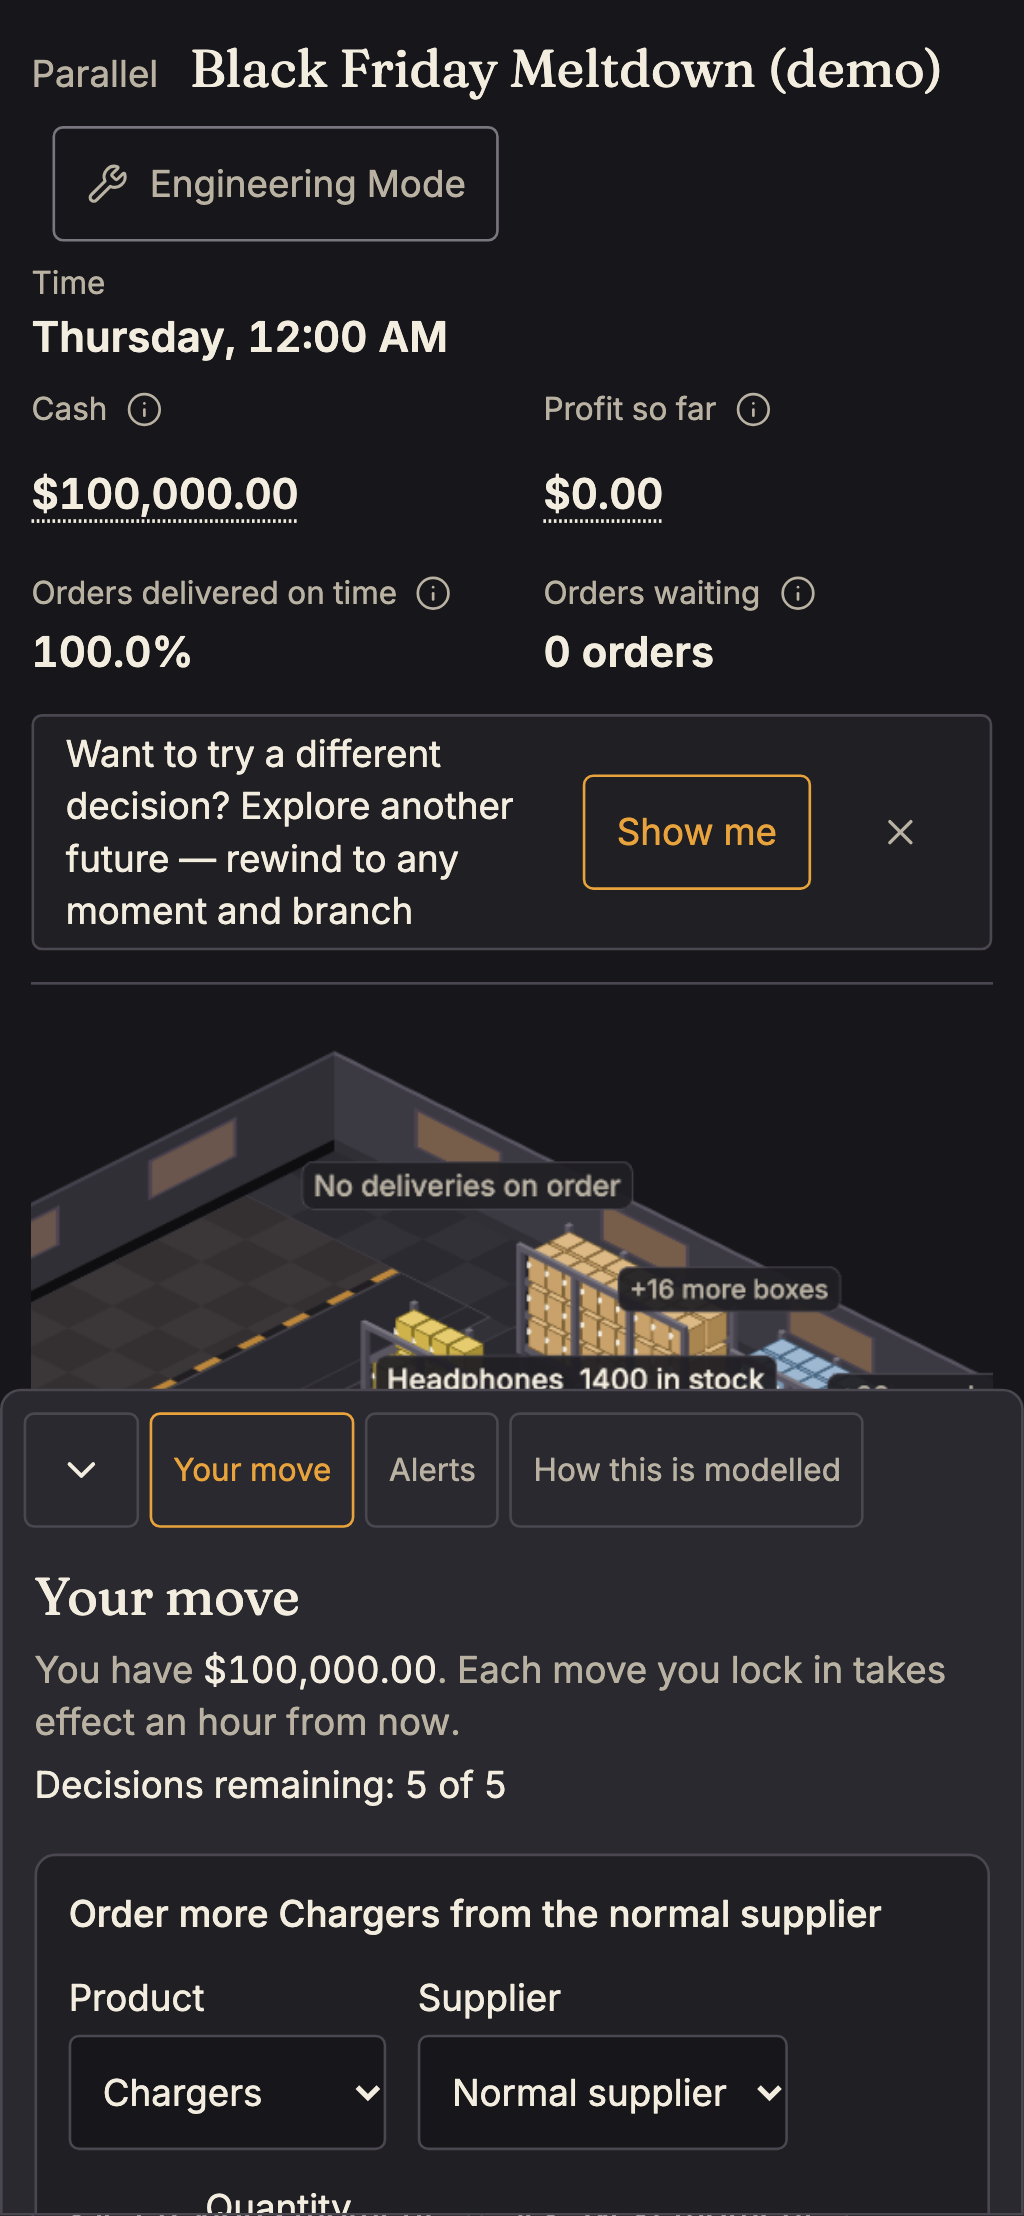 Parallel Black Friday Meltdown (demo)
Engineering Mode
Time
Thursday, 12:00 AM
Cash
Profit so far
$100,000.00
$0.00
Orders delivered on time
Orders waiting
100.0%
0 orders
Want to try a different
decision? Explore another
future — rewind to any
moment and branch
Show me
No deliveries on order
+16 more boxes
Headphones 1400 in stock
Your move
Alerts
How this is modelled
Your move
You have $100,000.00. Each move you lock in takes
effect an hour from now.
Decisions remaining: 5 of 5
Order more Chargers from the normal supplier
Product
Supplier
Chargers
Normal supplier
Quantity